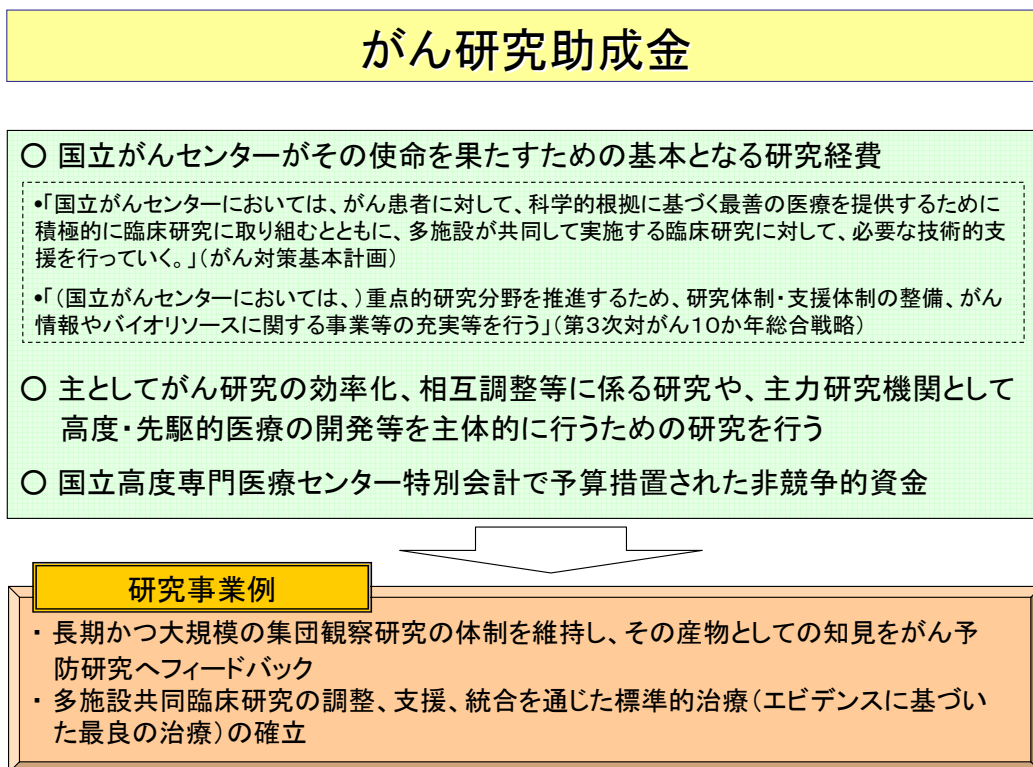 がん研究助成金
○ 国立がんセンターがその使命を果たすための基本となる研究経費
•「国立がんセンターにおいては、がん患者に対して、科学的根拠に基づく最善の医療を提供するために
積極的に臨床研究に取り組むとともに、多施設が共同して実施する臨床研究に対して、必要な技術的支
援を行っていく。」(がん対策基本計画)
•「(国立がんセンターにおいては、)重点的研究分野を推進するため、研究体制・支援体制の整備、がん
情報やバイオリソースに関する事業等の充実等を行う」(第3次対がん10か年総合戦略)
○ 主としてがん研究の効率化、相互調整等に係る研究や、主力研究機関として
高度・先駆的医療の開発等を主体的に行うための研究を行う
○ 国立高度専門医療センター特別会計で予算措置された非競争的資金
研究事業例
・ 長期かつ大規模の集団観察研究の体制を維持し、その産物としての知見をがん予
防研究へフィードバック
・ 多施設共同臨床研究の調整、支援、統合を通じた標準的治療(エビデンスに基づい
た最良の治療)の確立